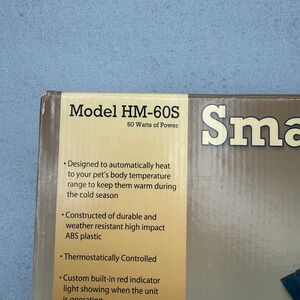 Model HM-60S
60 Watts of Power
Sma
• Designed to automatically heat
to your pet's body temperature
range to keep them warm during
the cold season
• Constructed of durable and
weather resistant high impact
ABS plastic
• Thermostatically Controlled
• Custom built-in red indicator
light showing when the unit
is operating